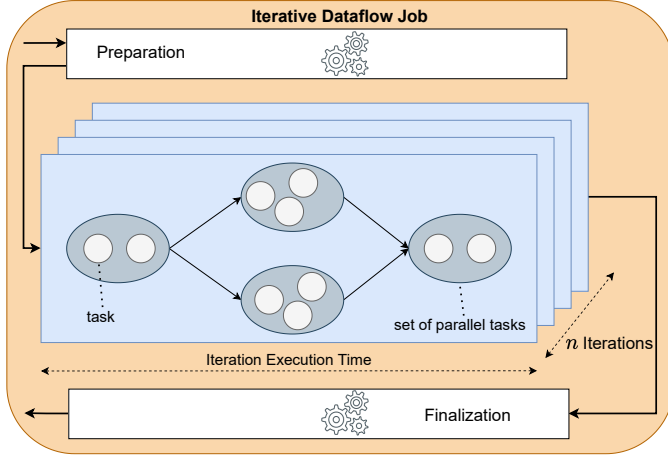 Iterative Dataflow Job
Preparation
task
set of parallel tasks
n Iterations
Iteration Execution Time
Finalization